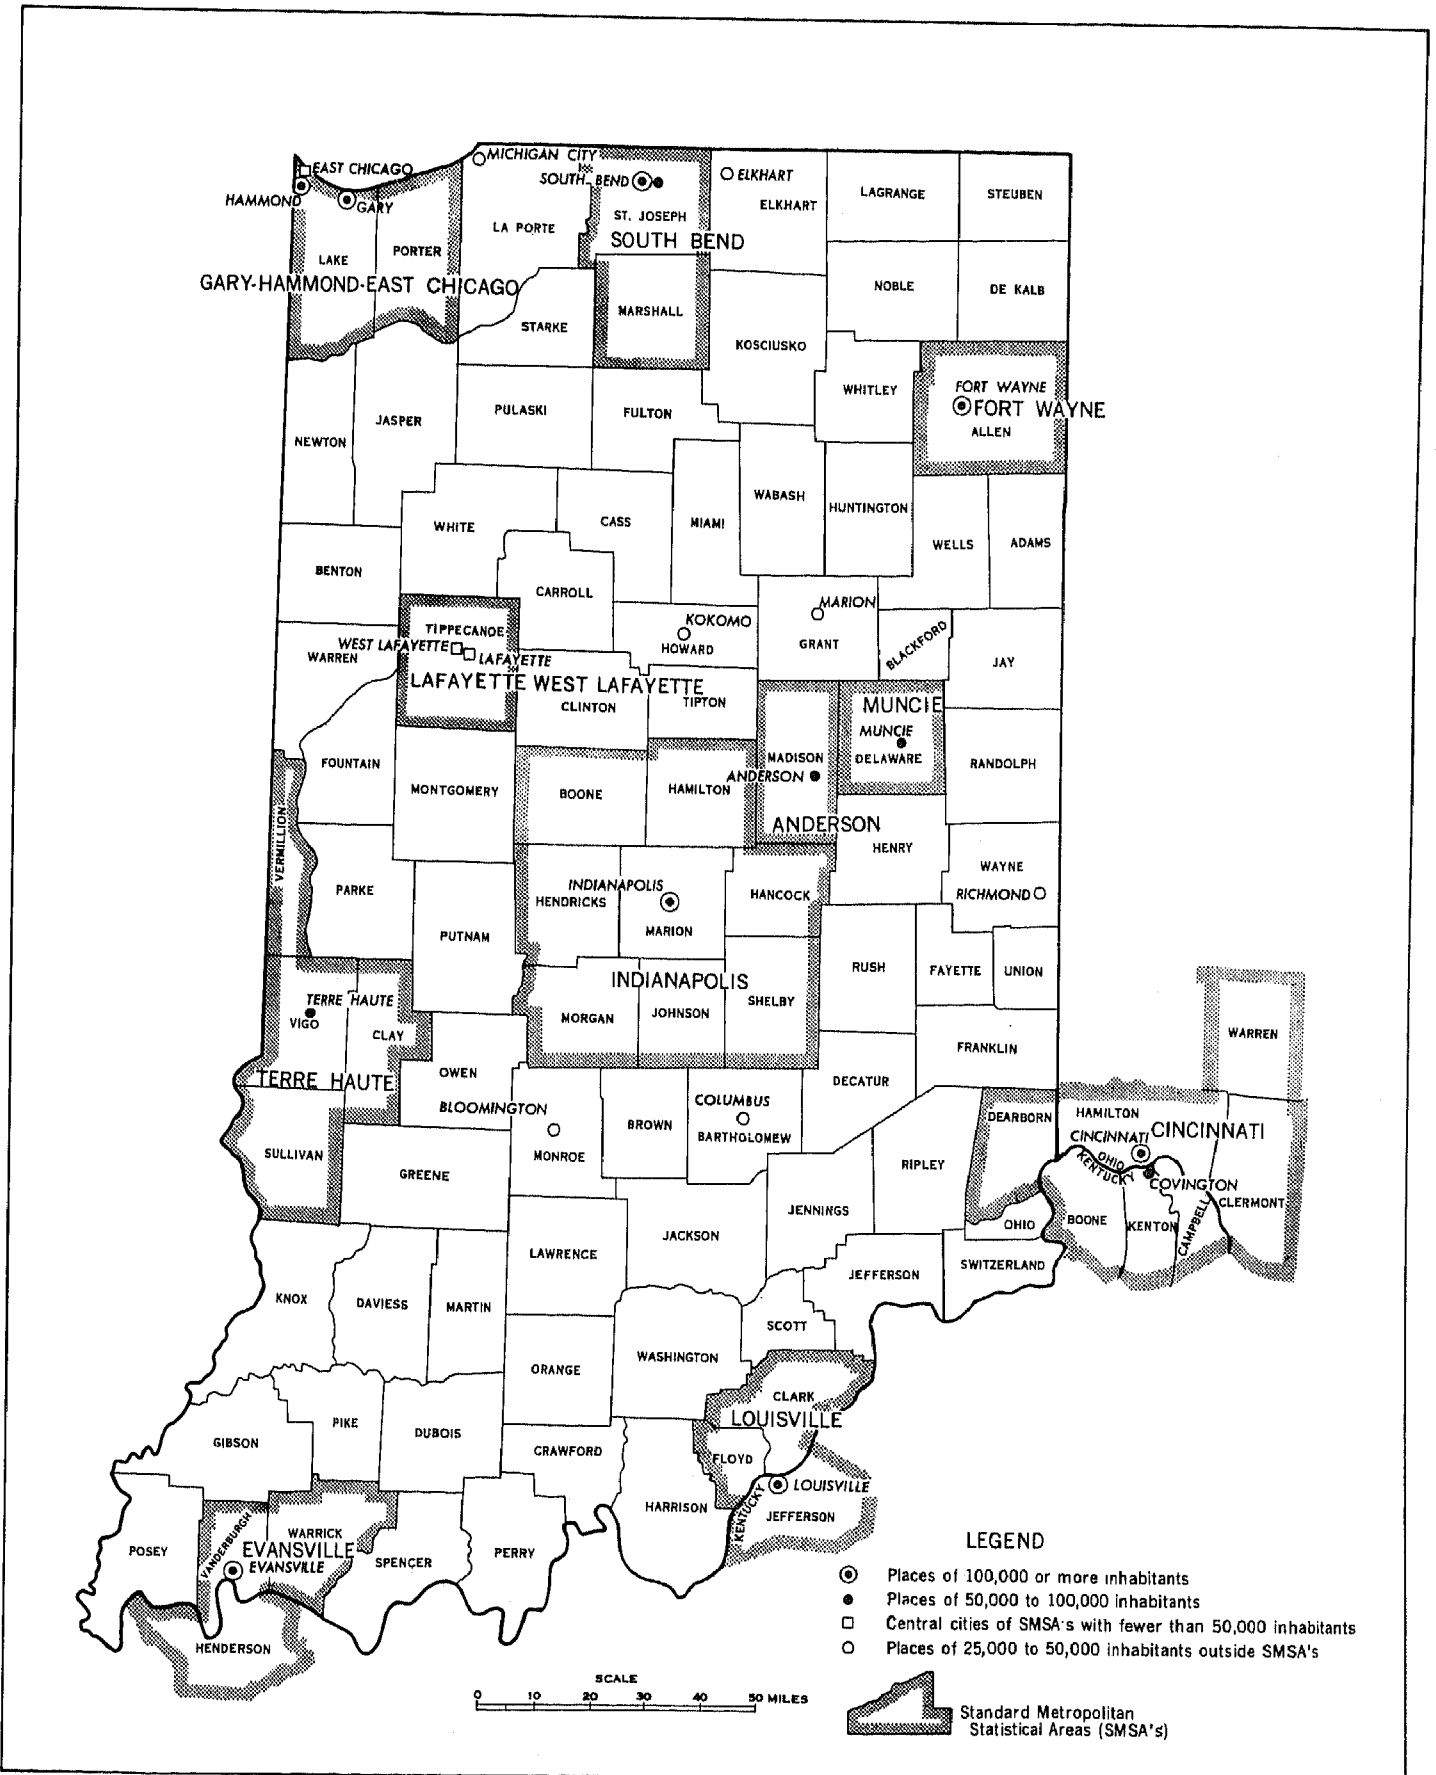 MICHIGAN CITY
EAST CHICAGO
SOUTH BEND
ELKHART
HAMMOND
GARY
ELKHART
LAGRANGE
STEUBEN
ST. JOSEPH
LA PORTE
SOUTH BEND
LAKE
PORTER
GARY-HAMMOND-EAST CHICAGO
NOBLE
DE KALB
MARSHALL
STARKE
KOSCIUSKO
WHITLEY
FORT WAYNE
FORT WAYNE
ALLEN
PULASKI
FULTON
JASPER
NEWTON
WABASH
HUNTINGTON
WHITE
CASS
MIAMI
WELLS
ADAMS
BENTON
CARROLL
MARION
KOKOMO
HOWARD
GRANT
BLACKFORD
JAY
TIPPECANOE
WEST LAFAYETTE
LAFAYETTE
WARREN
LAFAYETTE WEST LAFAYETTE
CLINTON
TIPTON
MUNCIE
MUNCIE
DELAWARE
MADISON
ANDERSON
RANDOLPH
FOUNTAIN
MONTGOMERY
BOONE
HAMILTON
ANDERSON
VERMILLION
HENRY
WAYNE
RICHMOND
PARKE
INDIANAPOLIS
HENDRICKS
HANCOCK
MARION
PUTNAM
RUSH
FAYETTE
UNION
INDIANAPOLIS
SHELBY
TERRE HAUTE
VIGO
CLAY
MORGAN
JOHNSON
WARREN
FRANKLIN
OWEN
TERRE HAUTE
DECATUR
BLOOMINGTON
COLUMBUS
BROWN
BARTHOLOMEW
DEARBORN
HAMILTON
CINCINNATI
CINCINNATI
OHIO
KENTUCKY
COVINGTON
SULLIVAN
MONROE
GREENE
RIPLEY
CLERMONT
JENNINGS
OHIO
BOONE
KENTON
CAMPBELL
JACKSON
LAWRENCE
SWITZERLAND
JEFFERSON
KNOX
DAVIESS
MARTIN
SCOTT
WASHINGTON
ORANGE
CLARK
LOUISVILLE
PIKE
DUBOIS
GIBSON
CRAWFORD
FLOYD
LOUISVILLE
HARRISON
KENTUCKY
JEFFERSON
POSEY
VANDERBURGH
WARRICK
EVANSVILLE
EVANSVILLE
SPENCER
PERRY
HENDERSON
LEGEND
Places of 100,000 or more inhabitants
Places of 50,000 to 100,000 inhabitants
Central cities of SMSA's with fewer than 50,000 inhabitants
Places of 25,000 to 50,000 inhabitants outside SMSA's
Standard Metropolitan
Statistical Areas (SMSA's)
SCALE
0 10 20 30 40 50 MILES